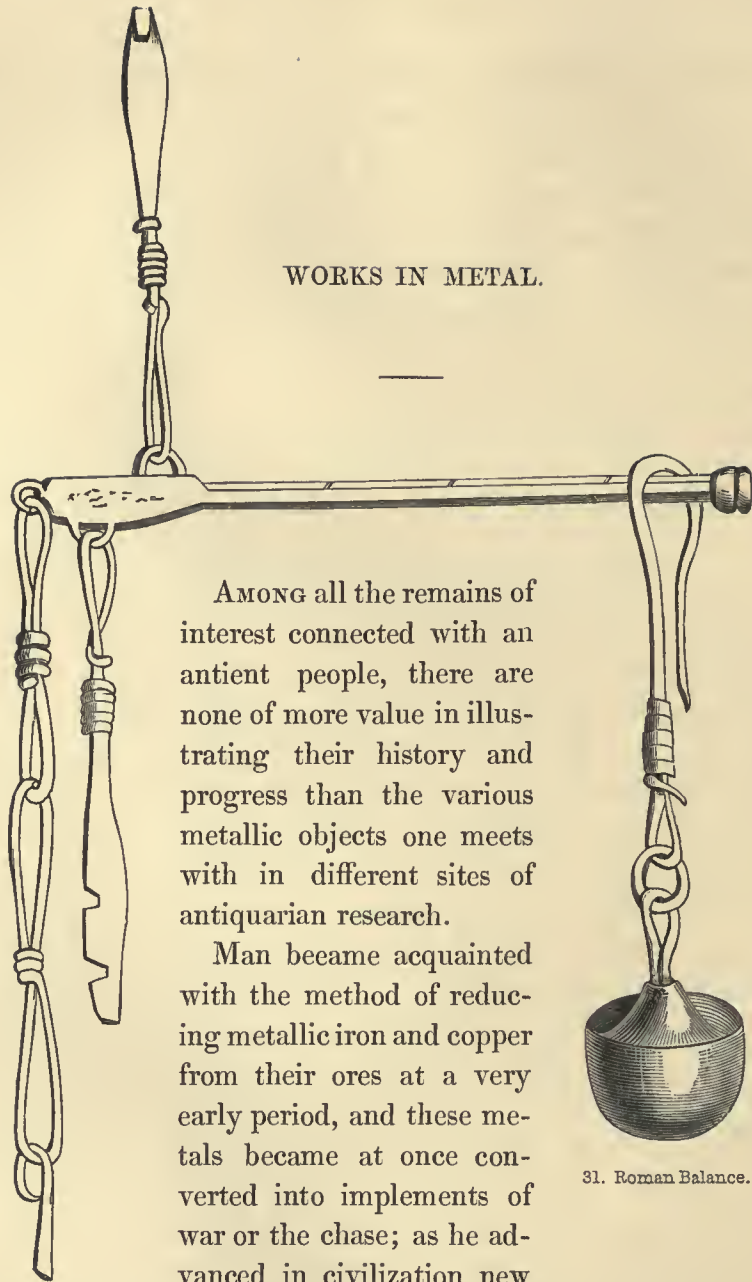 WORKS IN METAL.
AMONG all the remains of
interest connected with an
antient people, there are
none of more value in illus-
trating their history and
progress than the various
metallic objects one meets
with in different sites of
antiquarian research.
Man beeame acquainted
with the method of reduc-
ing metallic iron and copper
from their ores at a very
early period, and these me-
tals became at once con-
verted into implements of
war or the chase; as he ad-
vanced in civilization new
31. Roman Balance.